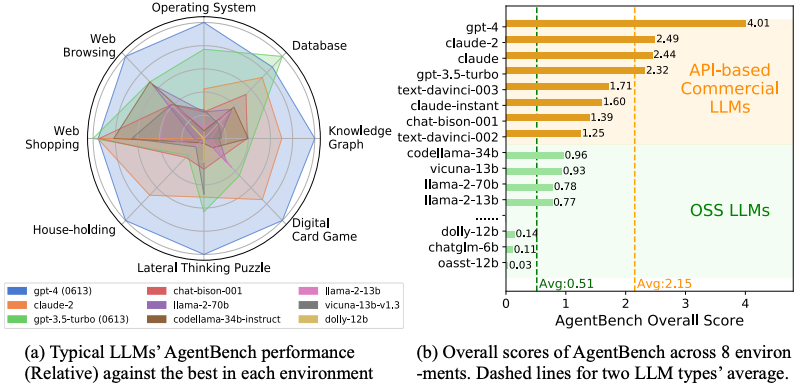 Operating System
Web
Browsing
Database
Web
Shopping
Knowledge
Graph
House-holding
Digital
Card Game
Lateral Thinking Puzzle
gpt-4 (0613)
claude-2
gpt-3.5-turbo (0613)
chat-bison-001
llama-2-70b
codellama-34b-instruct
llama-2-13b
vicuna-13b-v1.3
dolly-12b
(a) Typical LLMs' AgentBench performance
(Relative) against the best in each environment
gpt-4 4.01
claude-2 2.49
claude 2.44
gpt-3.5-turbo 2.32
text-davinci-003 1.71
claude-instant 1.60
chat-bison-001 1.39
text-davinci-002 1.25
codellama-34b 0.96
vicuna-13b 0.93
llama-2-70b 0.78
llama-2-13b 0.77
......
dolly-12b 0.14
chatglm-6b 0.11
oasst-12b 0.03
API-based
Commercial
LLMs
OSS LLMs
Avg:0.51
Avg:2.15
0 1 2 3 4
AgentBench Overall Score
(b) Overall scores of AgentBench across 8 environ
-ments. Dashed lines for two LLM types' average.